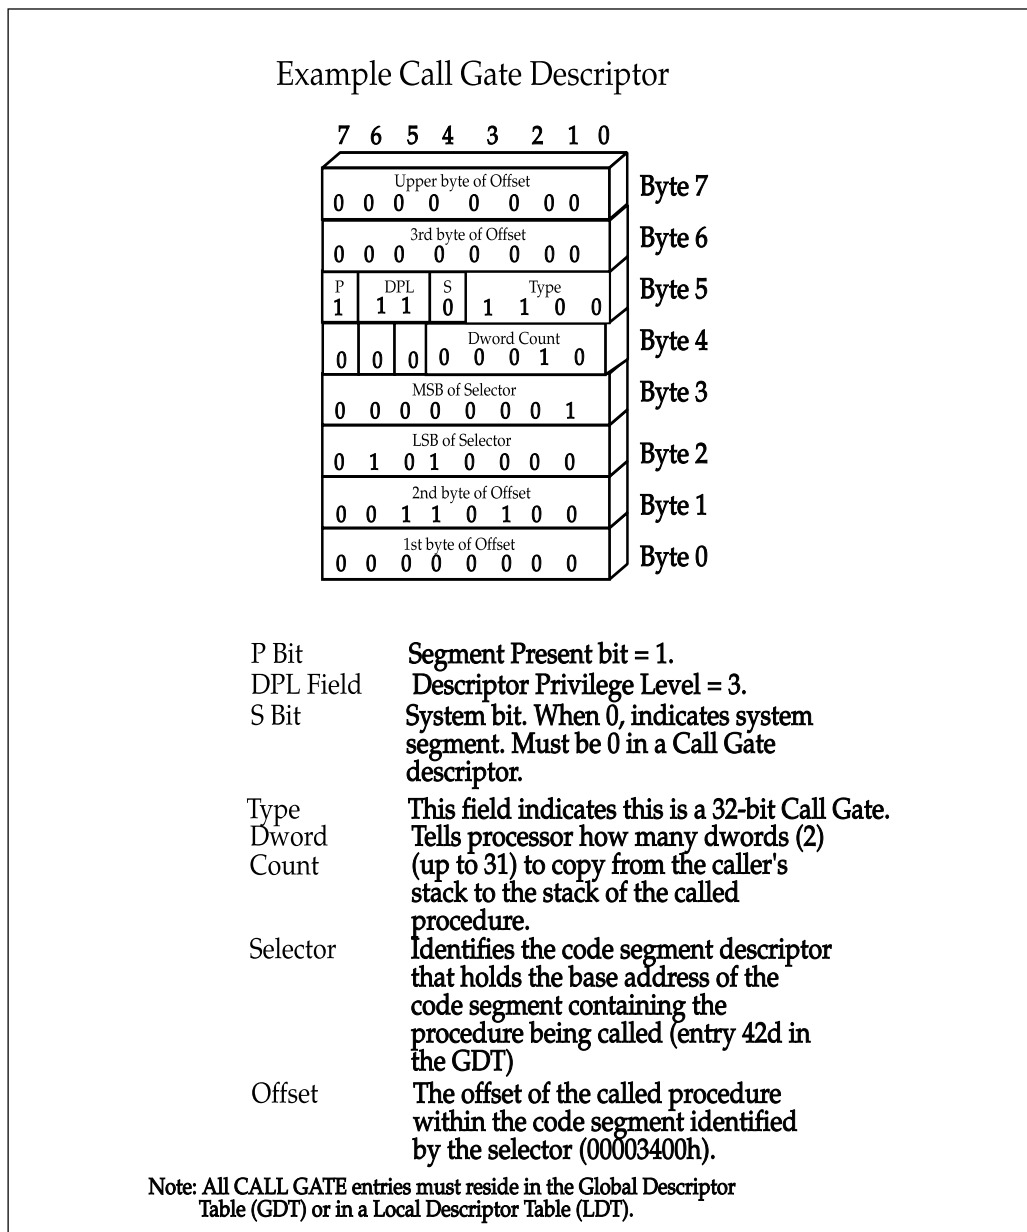 Example Call Gate Descriptor
7 6 5 4 3 2 1 0
Upper byte of Offset
0 0 0 0 0 0 0 0
Byte 7
3rd byte of Offset
0 0 0 0 0 0 0 0
Byte 6
P DPL S Type
1 1 1 0 1 1 0 0
Byte 5
Dword Count
0 0 0 0 0 0 1 0
Byte 4
MSB of Selector
0 0 0 0 0 0 0 1
Byte 3
LSB of Selector
0 1 0 1 0 0 0 0
Byte 2
2nd byte of Offset
0 0 1 1 0 1 0 0
Byte 1
1st byte of Offset
0 0 0 0 0 0 0 0
Byte 0
P Bit Segment Present bit = 1.
DPL Field Descriptor Privilege Level = 3.
S Bit System bit. When 0, indicates system
segment. Must be 0 in a Call Gate
descriptor.
Type This field indicates this is a 32-bit Call Gate.
Dword Tells processor how many dwords (2)
Count (up to 31) to copy from the caller's
stack to the stack of the called
procedure.
Selector Identifies the code segment descriptor
that holds the base address of the
code segment containing the
procedure being called (entry 42d in
the GDT)
Offset The offset of the called procedure
within the code segment identified
by the selector (00003400h).
Note: All CALL GATE entries must reside in the Global Descriptor
Table (GDT) or in a Local Descriptor Table (LDT).